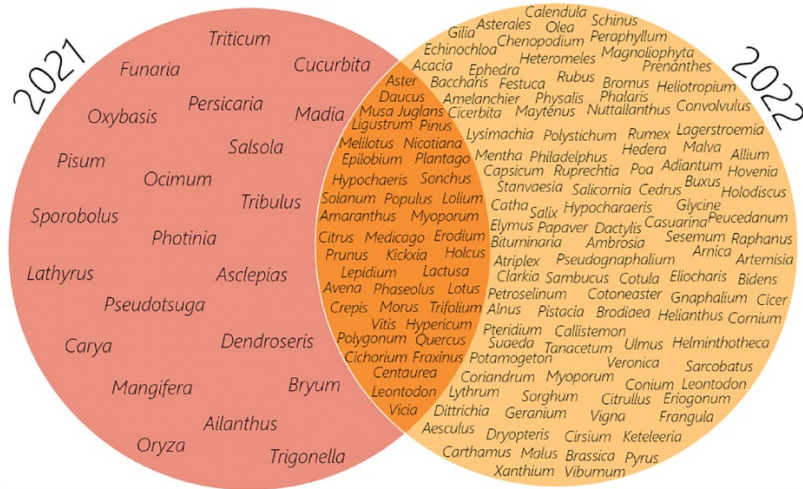 2021
Triticum
Funaria
Cucurbita
Oxybasis
Persicaria
Madia
Salsola
Pisum
Ocimum
Tribulus
Sporobolus
Photinia
Lathyrus
Asclepias
Pseudotsuga
Carya
Dendroseris
Mangifera
Bryum
Ailanthus
Oryza
Trigonella
Aster
Daucus
Musa Juglans
Ligustrum Pinus
Melilotus Nicotiana
Epilobium Plantago
Hypochaeris Sonchus
Solanum Populus Lolium
Amaranthus Myoporum
Citrus Medicago Erodium
Prunus Kickxia Holcus
Lepidium Lactusa
Avena Phaseolus Lotus
Crepis Morus Trifolium
Vitis Hypericum
Polygonum Quercus
Cichorium Fraxinus
Centaurea
Leontodon
Vicia
2022
Calendula
Gilia Asterales Olea Schinus
Echinochloa Chenopodium Peraphyllum
Acacia Ephedra Heteromeles Magnoliophyta
Prenanthes
Baccharis Festuca Rubus Bromus Heliotropium
Amelanchier Physalis Phalaris
Cicerbita Maytenus Nuttallanthus Convolvulus
Lysimachia Polystichum Rumex Lagerstroemia
Mentha Philadelphus Hedera Malva Allium
Capsicum Ruprechtia Poa Adiantum Hovenia
Stanvaesia Salicornia Cedrus Buxus Holodiscus
Catha Salix Hypocharaeris Glycine
Elymus Papaver Dactylis Casuarina Peucedanum
Bituminaria Ambrosia Sesemum Raphanus
Atriplex Pseudognaphalium Arnica Artemisia
Clarkia Sambucus Cotula Eliocharis Bidens
Petroselinum Cotoneaster Gnaphalium Cicer
Alnus Pistacia Brodiaea Helianthus Cornium
Pteridium Callistemon
Suaeda Tanacetum Ulmus Helminthotheca
Potamogeton Veronica Sarcobatus
Coriandrum Myoporum Conium Leontodon
Lythrum Sorghum Citrullus Eriogonum
Dittrichia Geranium Vigna Frangula
Aesculus Dryopteris Cirsium Keteleeria
Carthamus Malus Brassica Pyrus
Xanthium Viburnum